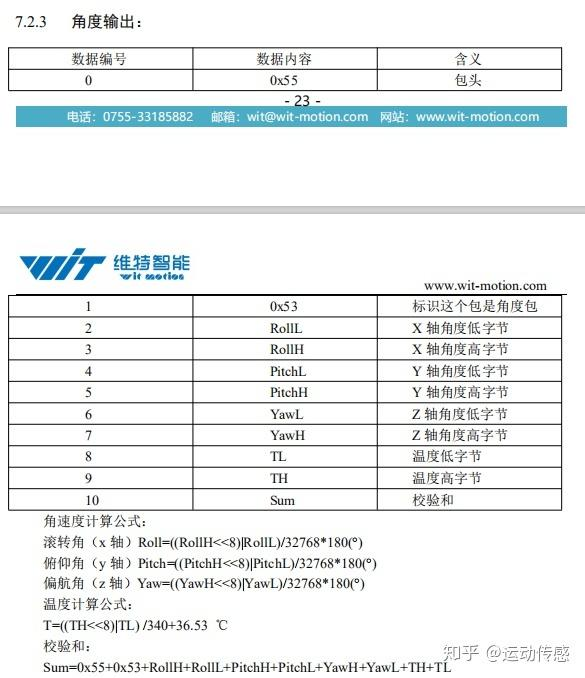 7.2.3 角度输出：
数据编号 数据内容 含义
0 0x55 包头
- 23 -
电话：0755-33185882 邮箱：wit@wit-motion.com 网站：www.wit-motion.com
WIT 维特智能
wit motion
www.wit-motion.com
1 0x53 标识这个包是角度包
2 RollL X 轴角度低字节
3 RollH X 轴角度高字节
4 PitchL Y 轴角度低字节
5 PitchH Y 轴角度高字节
6 YawL Z 轴角度低字节
7 YawH Z 轴角度高字节
8 TL 温度低字节
9 TH 温度高字节
10 Sum 校验和
角速度计算公式：
滚转角（x 轴）Roll=((RollH<<8)|RollL)/32768*180(°)
俯仰角（y 轴）Pitch=((PitchH<<8)|PitchL)/32768*180(°)
偏航角（z 轴）Yaw=((YawH<<8)|YawL)/32768*180(°)
温度计算公式：
T=((TH<<8)|TL) /340+36.53 ℃
校验和：
Sum=0x55+0x53+RollH+RollL+PitchH+PitchL+YawH+YawL+TH+TL
知乎 @运动传感